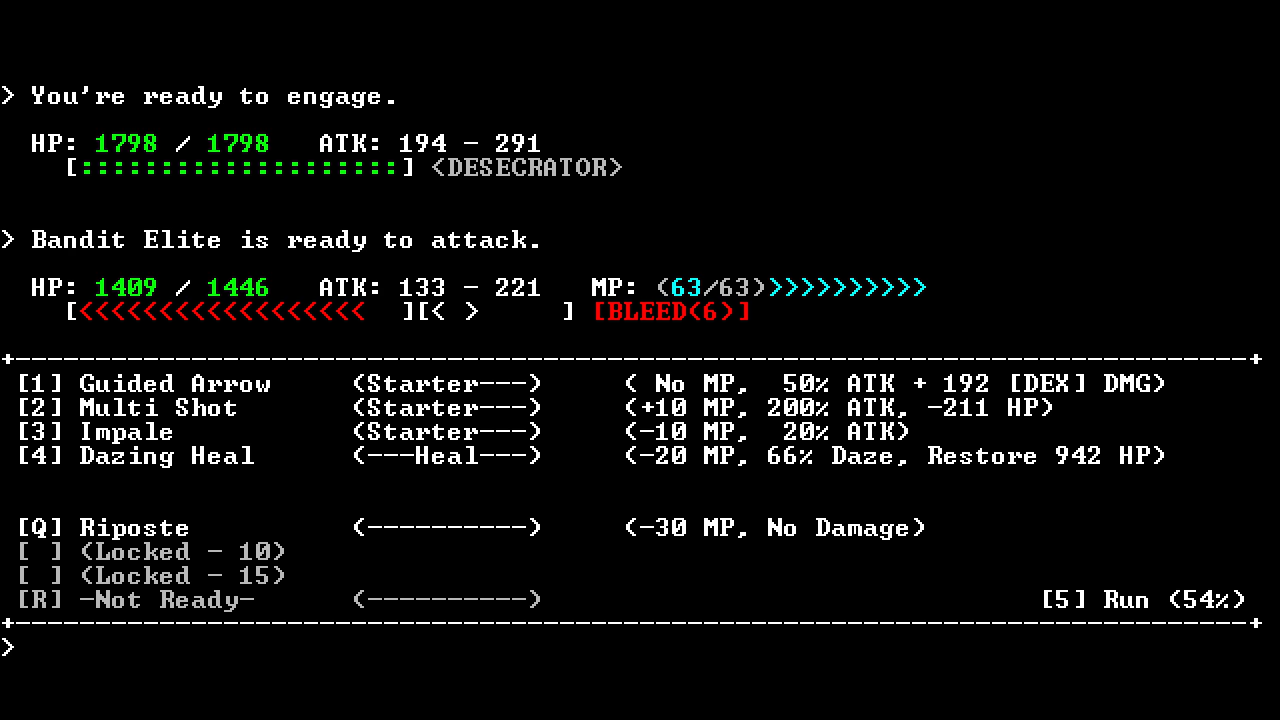 > You're ready to engage.
HP: 1798 / 1798   ATK: 194 - 291
[::::::::::::::::::::] <DESECRATOR>
> Bandit Elite is ready to attack.
HP: 1409 / 1446   ATK: 133 - 221   MP: (63/63)>>>>>>>>>>
[<<<<<<<<<<<<<<<<<<  ][< >     ] [BLEED(6)]
+------------------------------------------------------------------------------+
[1] Guided Arrow     (Starter---)     ( No MP,  50% ATK + 192 [DEX] DMG)
[2] Multi Shot       (Starter---)     (+10 MP, 200% ATK, -211 HP)
[3] Impale           (Starter---)     (-10 MP,  20% ATK)
[4] Dazing Heal      (---Heal---)     (-20 MP, 66% Daze, Restore 942 HP)
[Q] Riposte          (----------)     (-30 MP, No Damage)
[ ] (Locked - 10)
[ ] (Locked - 15)
[R] -Not Ready-      (----------)                               [5] Run (54%)
+------------------------------------------------------------------------------+
>